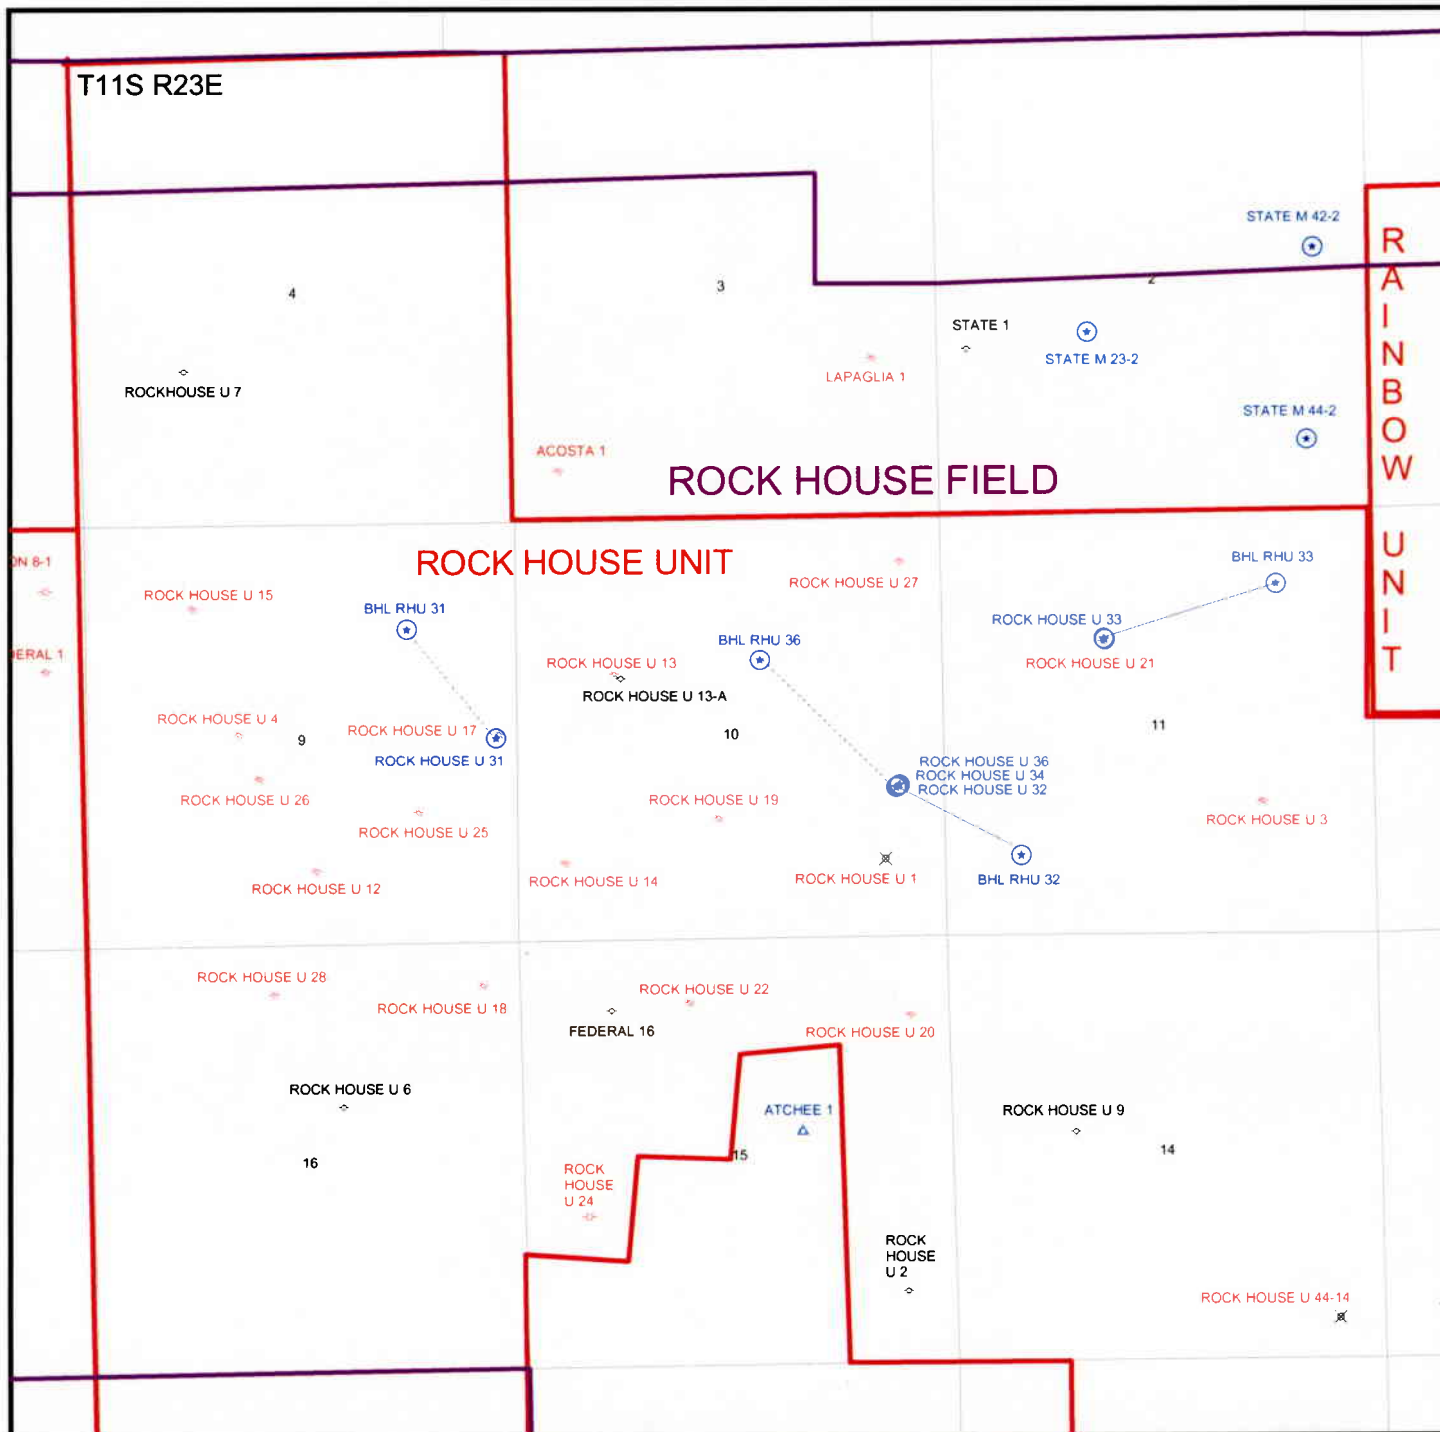 T11S R23E
STATE M 42-2
RAINBOW UNIT
4
3
2
STATE 1
STATE M 23-2
LAPAGLIA 1
ROCKHOUSE U 7
STATE M 44-2
ACOSTA 1
ROCK HOUSE FIELD
ROCK HOUSE UNIT
ON 8-1
BHL RHU 33
ROCK HOUSE U 27
ROCK HOUSE U 15
BHL RHU 31
ROCK HOUSE U 33
BHL RHU 36
ERAL 1
ROCK HOUSE U 13
ROCK HOUSE U 21
ROCK HOUSE U 13-A
ROCK HOUSE U 4
9
ROCK HOUSE U 17
10
11
ROCK HOUSE U 31
ROCK HOUSE U 36
ROCK HOUSE U 34
ROCK HOUSE U 32
ROCK HOUSE U 26
ROCK HOUSE U 19
ROCK HOUSE U 3
ROCK HOUSE U 25
ROCK HOUSE U 12
ROCK HOUSE U 14
ROCK HOUSE U 1
BHL RHU 32
ROCK HOUSE U 28
ROCK HOUSE U 18
ROCK HOUSE U 22
FEDERAL 16
ROCK HOUSE U 20
ROCK HOUSE U 6
ATCHEE 1
ROCK HOUSE U 9
16
15
14
ROCK
HOUSE
U 24
ROCK
HOUSE
U 2
ROCK HOUSE U 44-14